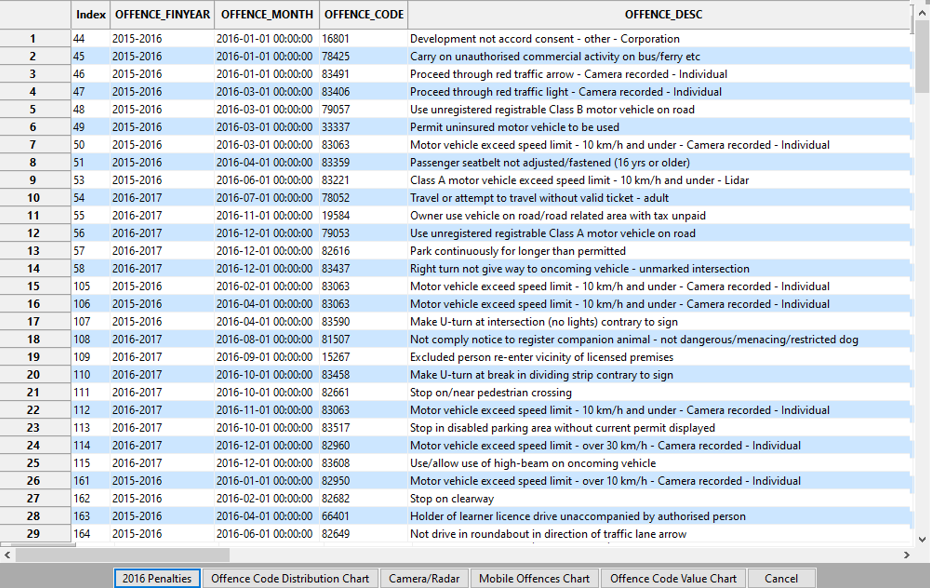 Index OFFENCE_FINYEAR OFFENCE_MONTH OFFENCE_CODE OFFENCE_DESC
1 44 2015-2016 2016-01-01 00:00:00 16801 Development not accord consent - other - Corporation
2 45 2015-2016 2016-01-01 00:00:00 78425 Carry on unauthorised commercial activity on bus/ferry etc
3 46 2015-2016 2016-01-01 00:00:00 83491 Proceed through red traffic arrow - Camera recorded - Individual
4 47 2015-2016 2016-03-01 00:00:00 83406 Proceed through red traffic light - Camera recorded - Individual
5 48 2015-2016 2016-03-01 00:00:00 79057 Use unregistered registrable Class B motor vehicle on road
6 49 2015-2016 2016-03-01 00:00:00 33337 Permit uninsured motor vehicle to be used
7 50 2015-2016 2016-03-01 00:00:00 83063 Motor vehicle exceed speed limit - 10 km/h and under - Camera recorded - Individual
8 51 2015-2016 2016-04-01 00:00:00 83359 Passenger seatbelt not adjusted/fastened (16 yrs or older)
9 53 2015-2016 2016-06-01 00:00:00 83221 Class A motor vehicle exceed speed limit - 10 km/h and under - Lidar
10 54 2016-2017 2016-07-01 00:00:00 78052 Travel or attempt to travel without valid ticket - adult
11 55 2016-2017 2016-11-01 00:00:00 19584 Owner use vehicle on road/road related area with tax unpaid
12 56 2016-2017 2016-12-01 00:00:00 79053 Use unregistered registrable Class A motor vehicle on road
13 57 2016-2017 2016-12-01 00:00:00 82616 Park continuously for longer than permitted
14 58 2016-2017 2016-12-01 00:00:00 83437 Right turn not give way to oncoming vehicle - unmarked intersection
15 105 2015-2016 2016-02-01 00:00:00 83063 Motor vehicle exceed speed limit - 10 km/h and under - Camera recorded - Individual
16 106 2015-2016 2016-04-01 00:00:00 83063 Motor vehicle exceed speed limit - 10 km/h and under - Camera recorded - Individual
17 107 2015-2016 2016-04-01 00:00:00 83590 Make U-turn at intersection (no lights) contrary to sign
18 108 2016-2017 2016-08-01 00:00:00 81507 Not comply notice to register companion animal - not dangerous/menacing/restricted dog
19 109 2016-2017 2016-09-01 00:00:00 15267 Excluded person re-enter vicinity of licensed premises
20 110 2016-2017 2016-10-01 00:00:00 83458 Make U-turn at break in dividing strip contrary to sign
21 111 2016-2017 2016-10-01 00:00:00 82661 Stop on/near pedestrian crossing
22 112 2016-2017 2016-11-01 00:00:00 83063 Motor vehicle exceed speed limit - 10 km/h and under - Camera recorded - Individual
23 113 2016-2017 2016-10-01 00:00:00 83517 Stop in disabled parking area without current permit displayed
24 114 2016-2017 2016-12-01 00:00:00 82960 Motor vehicle exceed speed limit - over 30 km/h - Camera recorded - Individual
25 115 2016-2017 2016-12-01 00:00:00 83608 Use/allow use of high-beam on oncoming vehicle
26 161 2015-2016 2016-01-01 00:00:00 82950 Motor vehicle exceed speed limit - over 10 km/h - Camera recorded - Individual
27 162 2015-2016 2016-02-01 00:00:00 82682 Stop on clearway
28 163 2015-2016 2016-04-01 00:00:00 66401 Holder of learner licence drive unaccompanied by authorised person
29 164 2015-2016 2016-06-01 00:00:00 82649 Not drive in roundabout in direction of traffic lane arrow
2016 Penalties Offence Code Distribution Chart Camera/Radar Mobile Offences Chart Offence Code Value Chart Cancel